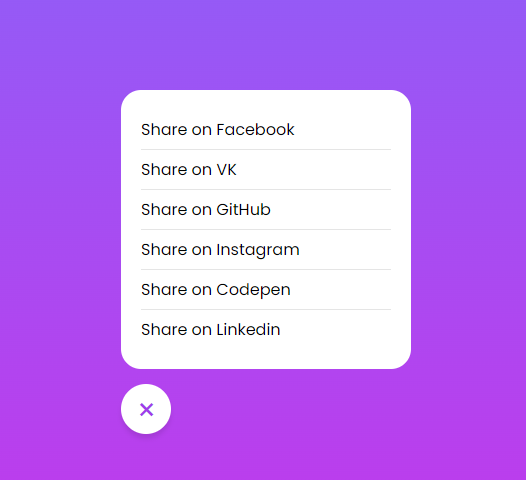 Share on Facebook
Share on VK
Share on GitHub
Share on Instagram
Share on Codepen
Share on Linkedin